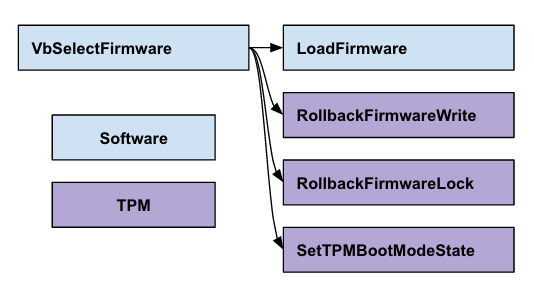 VbSelectFirmware
LoadFirmware
RollbackFirmwareWrite
Software
RollbackFirmwareLock
TPM
SetTPMBootModeState